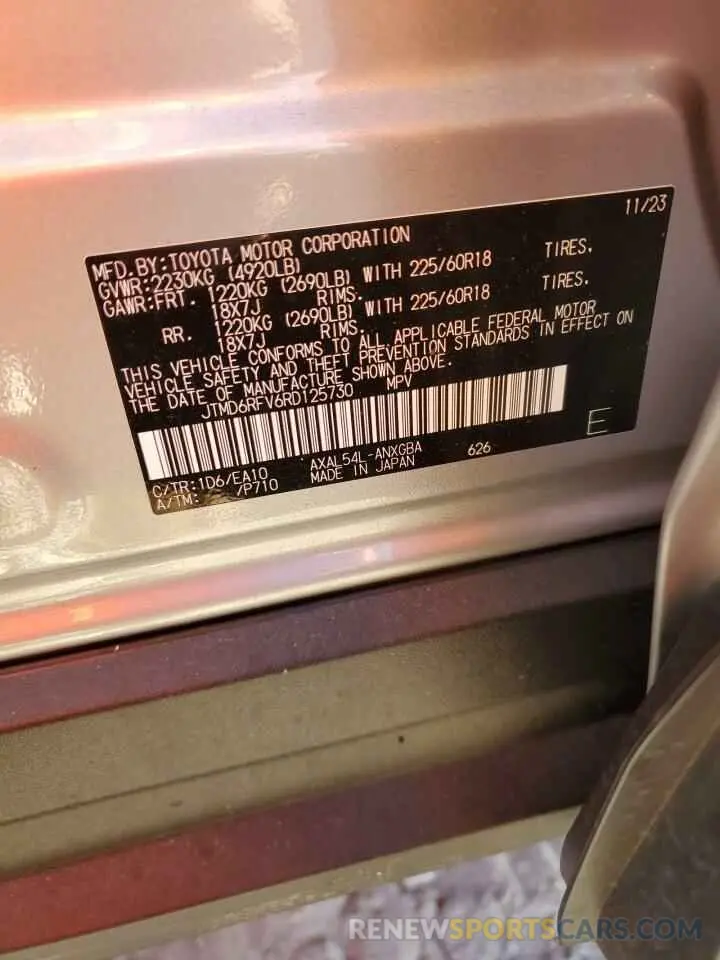 11/23
MFD.BY:TOYOTA MOTOR CORPORATION
GVWR:2230KG (4920LB)
GAWR:FRT. 1220KG (2690LB) WITH 225/60R18 TIRES.
18X7J RIMS.
RR. 1220KG (2690LB) WITH 225/60R18 TIRES.
18X7J RIMS.
THIS VEHICLE CONFORMS TO ALL APPLICABLE FEDERAL MOTOR
VEHICLE SAFETY AND THEFT PREVENTION STANDARDS IN EFFECT ON
THE DATE OF MANUFACTURE SHOWN ABOVE.
JTMD6RFV6RD125730 MPV
E
C/TR:1D6/EA10 AXAL54L-ANXGBA 626
A/TM: /P710 MADE IN JAPAN
RENEWSPORTSCARS.COM